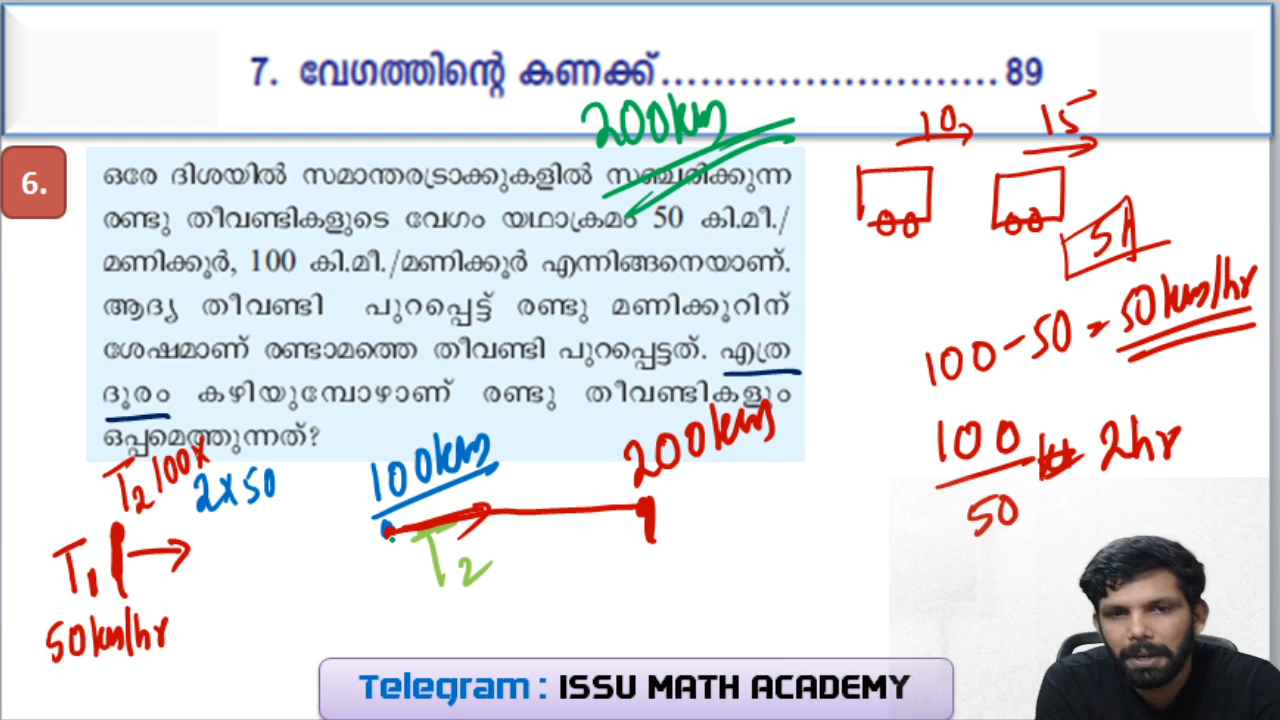 7. വേഗത്തിന്റെ കണക്ക്............................ 89
200km
6.
ഒരേ ദിശയിൽ സമാന്തരട്രാക്കുകളിൽ സഞ്ചരിക്കുന്ന
രണ്ടു തീവണ്ടികളുടെ വേഗം യഥാക്രമം 50 കി.മീ./
മണിക്കൂർ, 100 കി.മീ./മണിക്കൂർ എന്നിങ്ങനെയാണ്.
ആദ്യ തീവണ്ടി പുറപ്പെട്ട് രണ്ടു മണിക്കൂറിന്
ശേഷമാണ് രണ്ടാമത്തെ തീവണ്ടി പുറപ്പെട്ടത്. എത്ര
ദൂരം കഴിയുമ്പോഴാണ് രണ്ടു തീവണ്ടികളും
ഒപ്പമെത്തുന്നത്?
10 15
100 - 50 = 50km/hr
100
50
2hr
T2 100x
2 x 50
100km
200km
T1
T2
50km/hr
Telegram : ISSU MATH ACADEMY